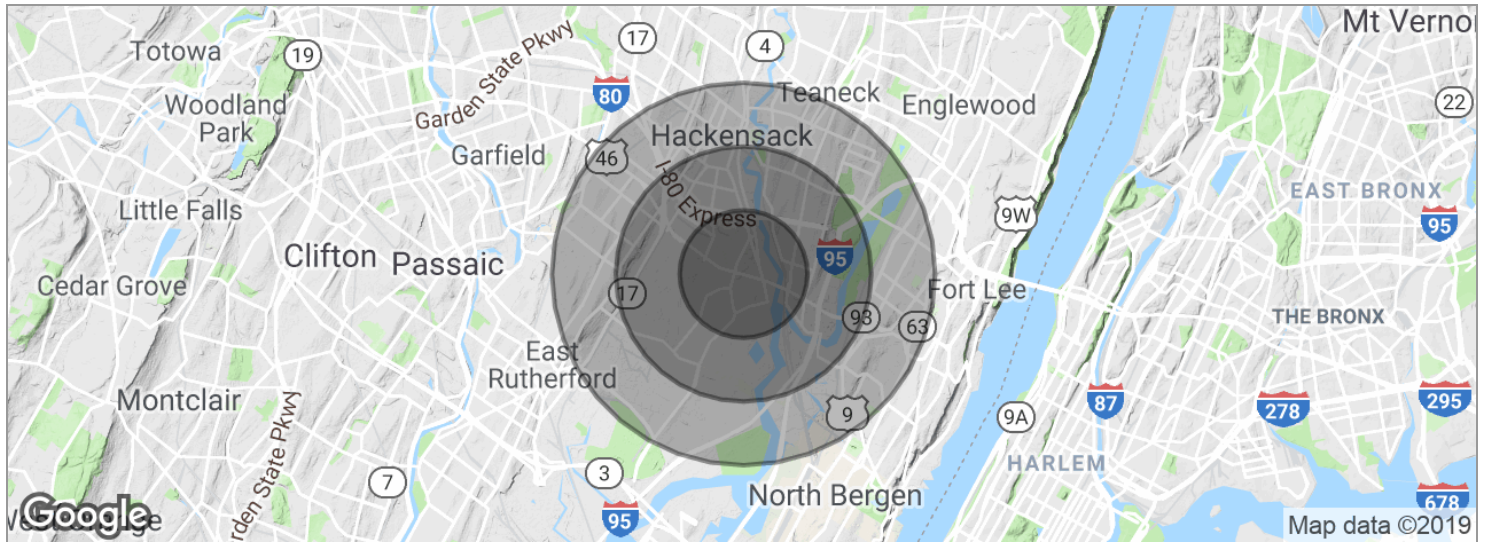 Mt Vernon
Totowa
19
17
4
Garden State Pkwy
80
Teaneck
Englewood
22
Woodland
Park
Hackensack
Garfield
46
I-80 Express
EAST BRONX
Little Falls
9W
95
Clifton
Passaic
95
Cedar Grove
17
Fort Lee
93
63
THE BRONX
East
Rutherford
Montclair
9
9A
87
278
295
Garden State Pkwy
3
7
HARLEM
North Bergen
678
95
Google
Map data ©2019